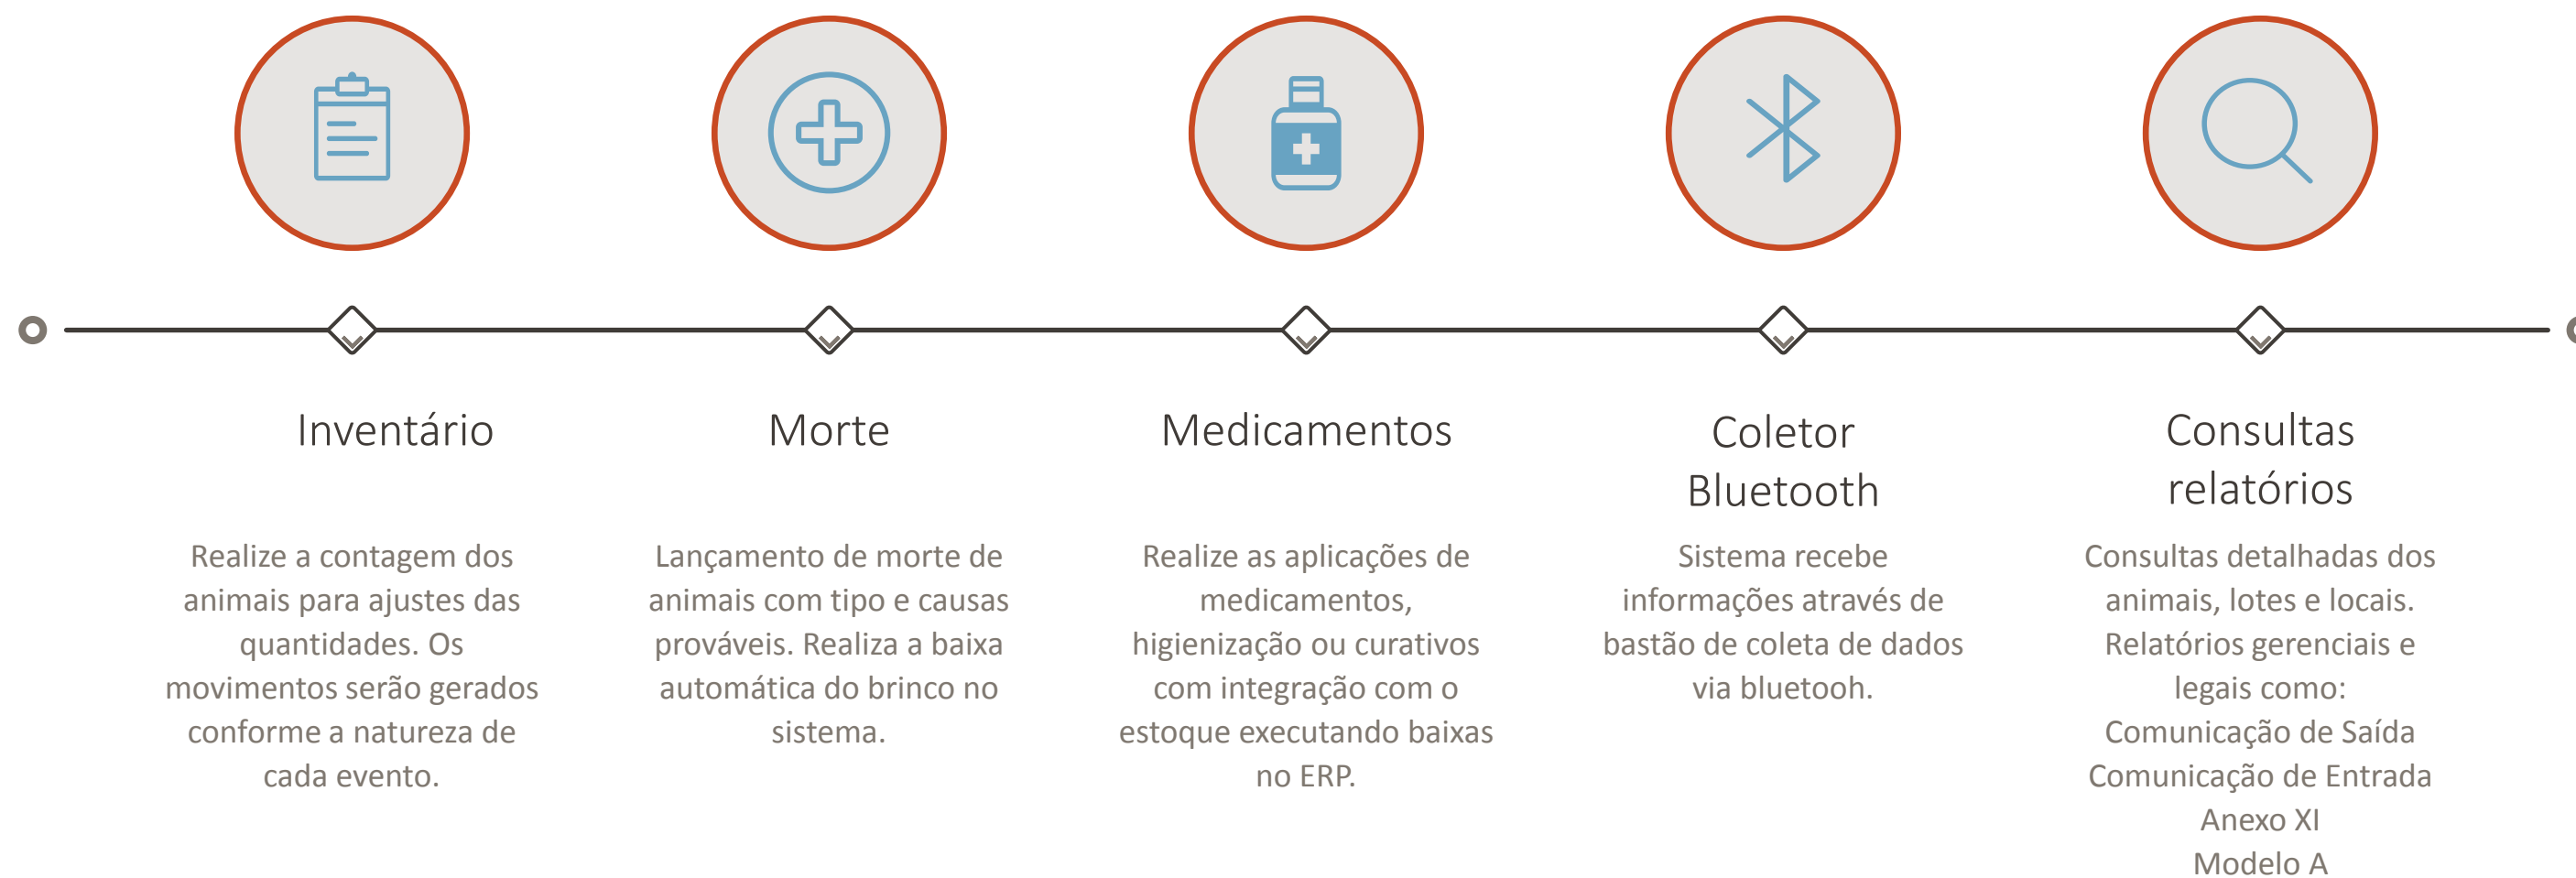 Inventário
Realize a contagem dos
animais para ajustes das
quantidades. Os
movimentos serão gerados
conforme a natureza de
cada evento.
Morte
Lançamento de morte de
animais com tipo e causas
prováveis. Realiza a baixa
automática do brinco no
sistema.
Medicamentos
Realize as aplicações de
medicamentos,
higienização ou curativos
com integração com o
estoque executando baixas
no ERP.
Coletor
Bluetooth
Sistema recebe
informações através de
bastão de coleta de dados
via bluetooh.
Consultas
relatórios
Consultas detalhadas dos
animais, lotes e locais.
Relatórios gerenciais e
legais como:
Comunicação de Saída
Comunicação de Entrada
Anexo XI
Modelo A